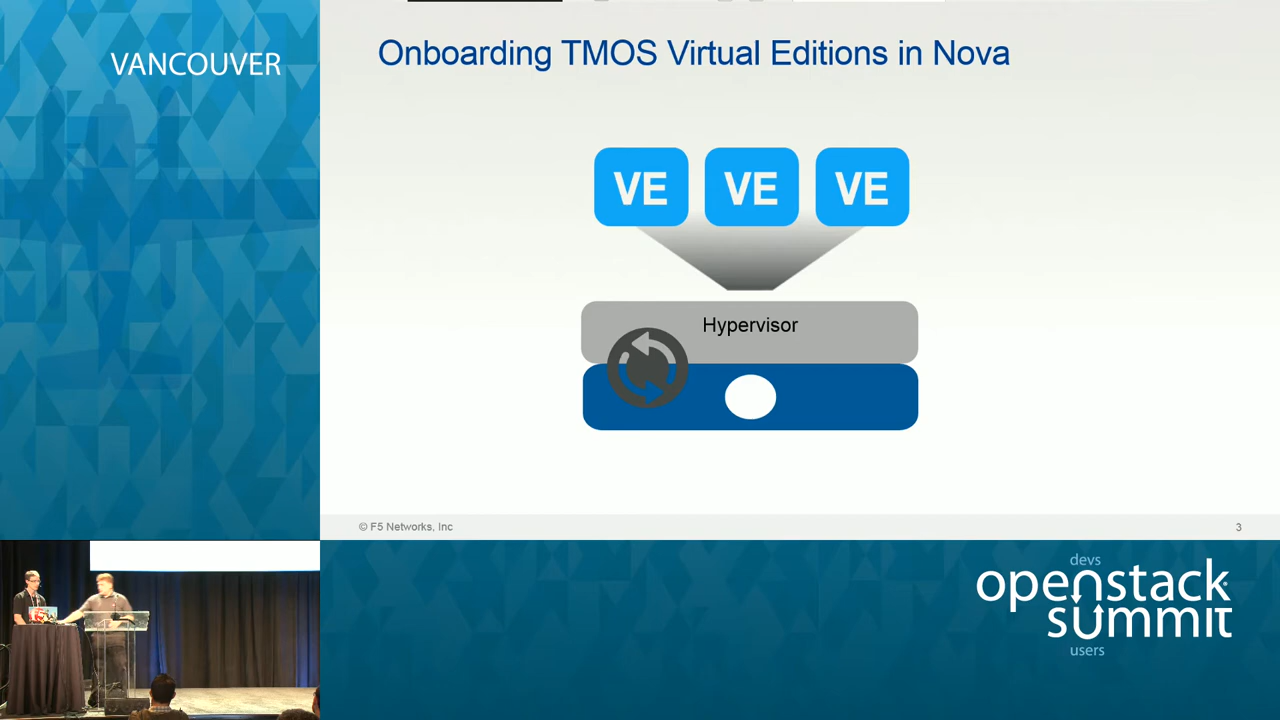 VANCOUVER
Onboarding TMOS Virtual Editions in Nova
VE VE VE
Hypervisor
© F5 Networks, Inc
3
devs
openstack
summit
users